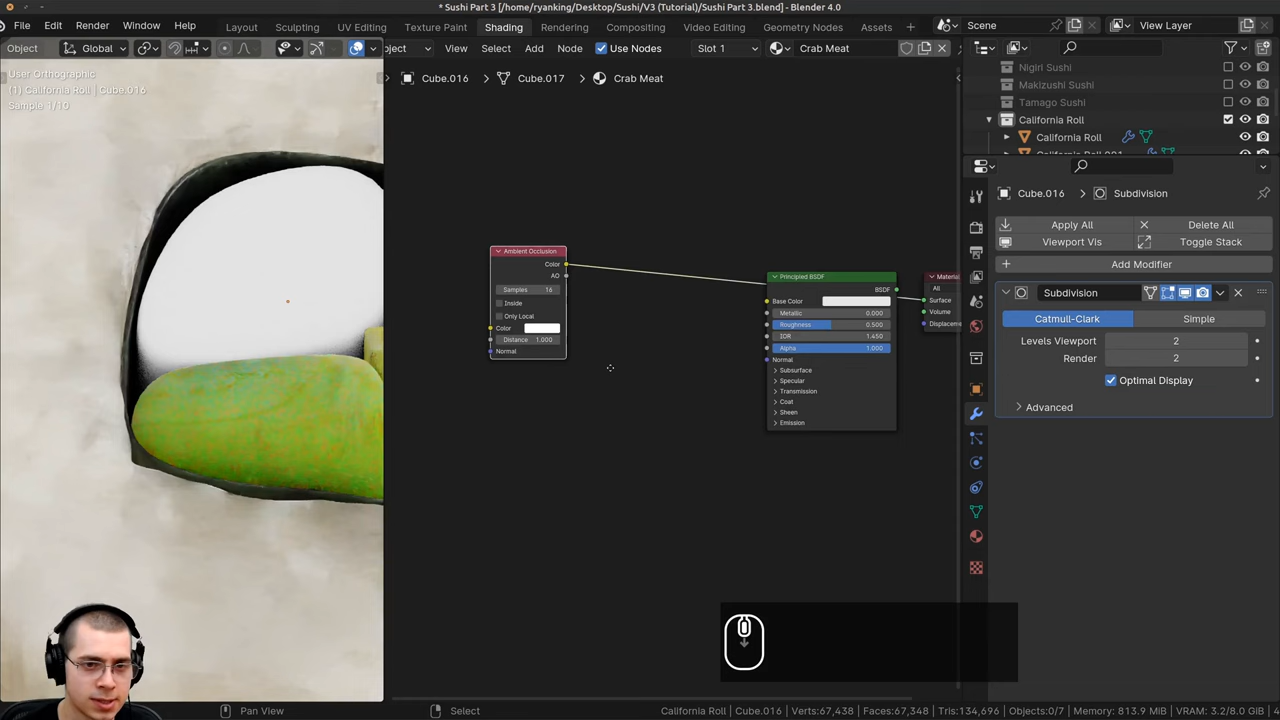 * Sushi Part 3 [/home/ryanking/Desktop/Sushi/V3 (Tutorial)/Sushi Part 3.blend] - Blender 4.0
File Edit Render Window Help Layout Sculpting UV Editing Texture Paint Shading Rendering Compositing Video Editing Assets Scene View Layer
Object Global ject View Select Add Node Use Nodes Slot 1 Crab Meat
User Orthographic
(1) California Roll | Cube.016
Sample 1/10
Cube.016 > Cube.017 > Crab Meat
Nigiri Sushi
Makizushi Sushi
Tamago Sushi
California Roll
California Roll
California Roll.001
Cube.016 > Subdivision
Apply All Delete All
Viewport Vis Toggle Stack
Add Modifier
Subdivision
Catmull-Clark Simple
Levels Viewport 2
Render 2
Optimal Display
Advanced
Ambient Occlusion
Color
AO
Samples 16
Inside
Only Local
Color
Distance 1.000
Normal
Principled BSDF
BSDF
Base Color
Metallic 0.000
Roughness 0.500
IOR 1.450
Alpha 1.000
Normal
Subsurface
Specular
Transmission
Coat
Sheen
Emission
Material
All
Surface
Volume
Displacem
Pan View Select California Roll | Cube.016 | Verts:67,438 | Faces:67,348 | Tris:134,696 | Objects:0/7 | Memory: 813.9 MiB | VRAM: 3.2/8.0 GiB | 4